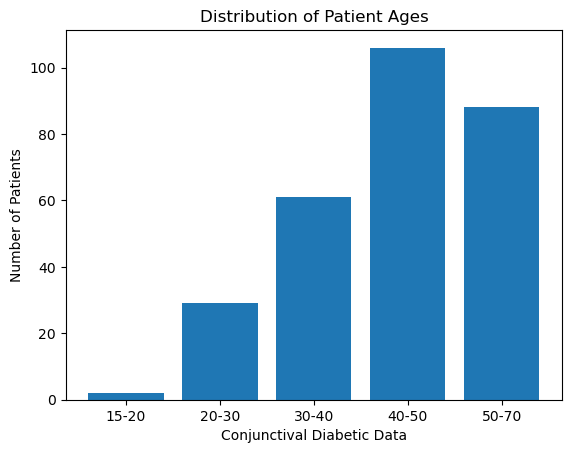 Distribution of Patient Ages
Number of Patients
100
80
60
40
20
0
15-20 20-30 30-40 40-50 50-70
Conjunctival Diabetic Data